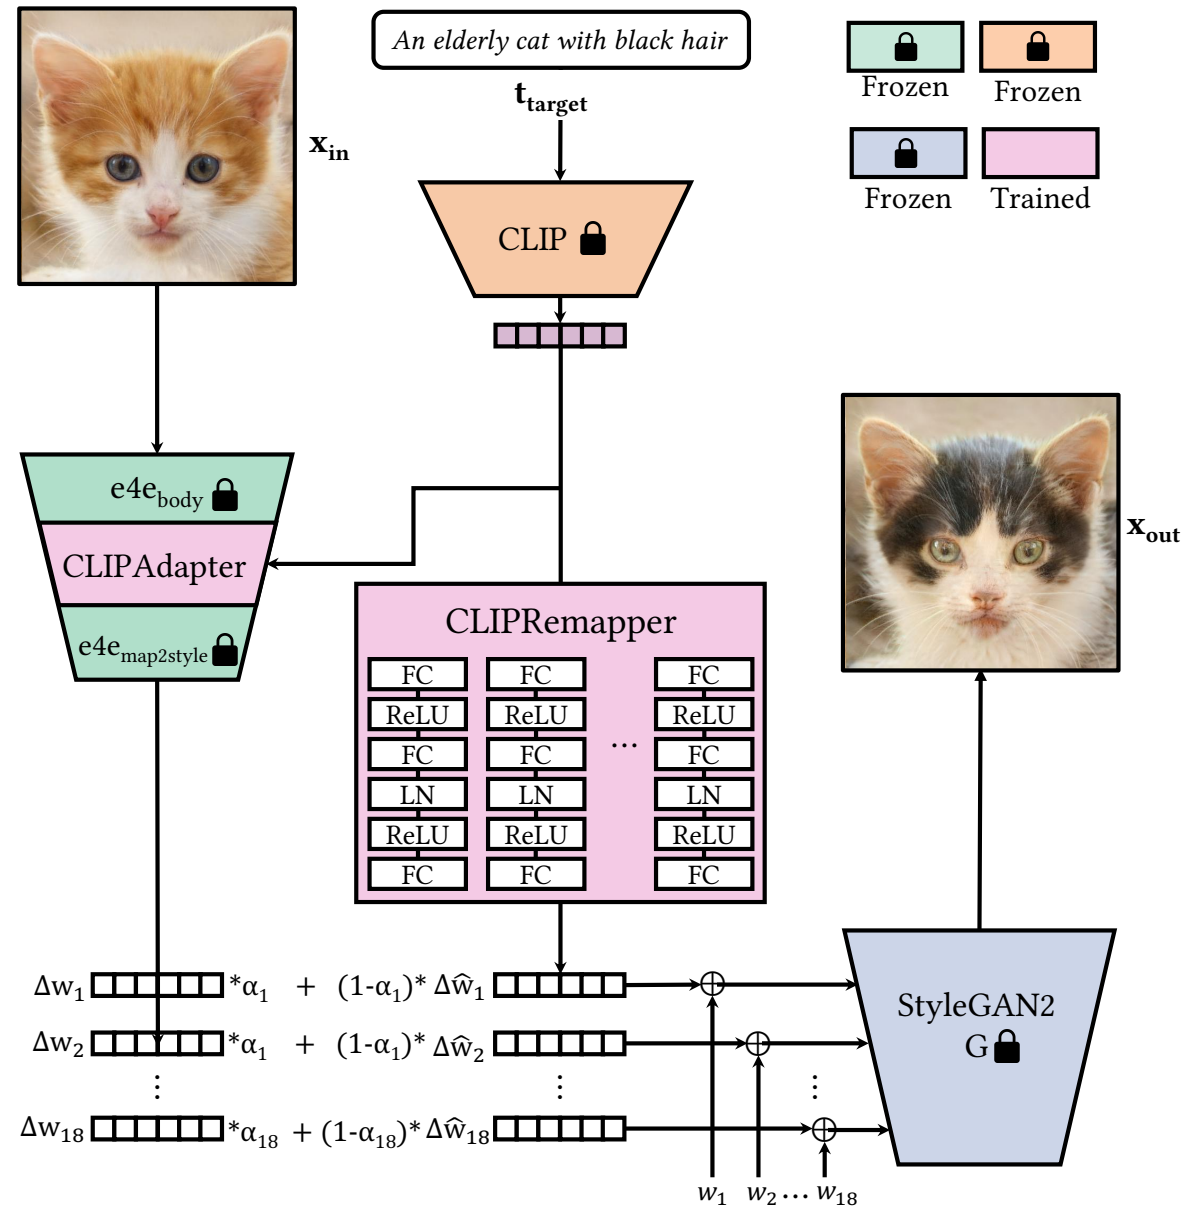 An elderly cat with black hair
t_target
x_in
Frozen
Frozen
Frozen
Trained
CLIP
e4e_body
CLIPAdapter
e4e_map2style
x_out
CLIPRemapper
FC FC FC
ReLU ReLU ReLU
FC FC ... FC
LN LN LN
ReLU ReLU ReLU
FC FC FC
Δw_1 *α_1 + (1-α_1)* Δŵ_1
Δw_2 *α_1 + (1-α_1)* Δŵ_2
Δw_18 *α_18 + (1-α_18)* Δŵ_18
StyleGAN2
G
w_1 w_2 ... w_18